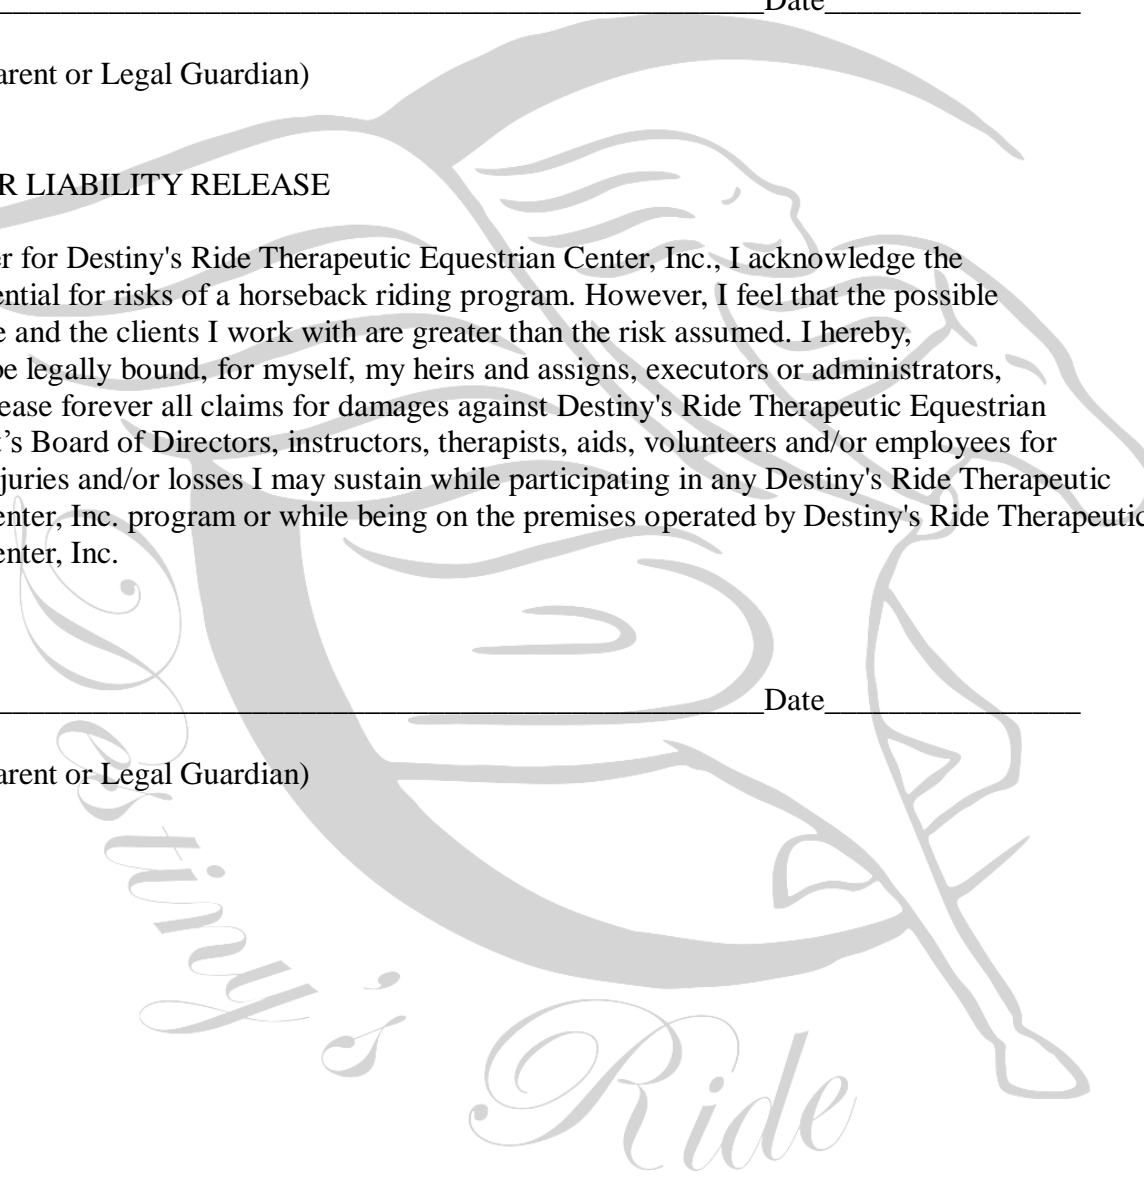 ________________________________________________Date________________
arent or Legal Guardian)
R LIABILITY RELEASE
er for Destiny's Ride Therapeutic Equestrian Center, Inc., I acknowledge the
ential for risks of a horseback riding program. However, I feel that the possible
e and the clients I work with are greater than the risk assumed. I hereby,
be legally bound, for myself, my heirs and assigns, executors or administrators,
ease forever all claims for damages against Destiny's Ride Therapeutic Equestrian
t’s Board of Directors, instructors, therapists, aids, volunteers and/or employees for
juries and/or losses I may sustain while participating in any Destiny's Ride Therapeutic
enter, Inc. program or while being on the premises operated by Destiny's Ride Therapeutic
enter, Inc.
________________________________________________Date________________
arent or Legal Guardian)
Destiny's
Ride